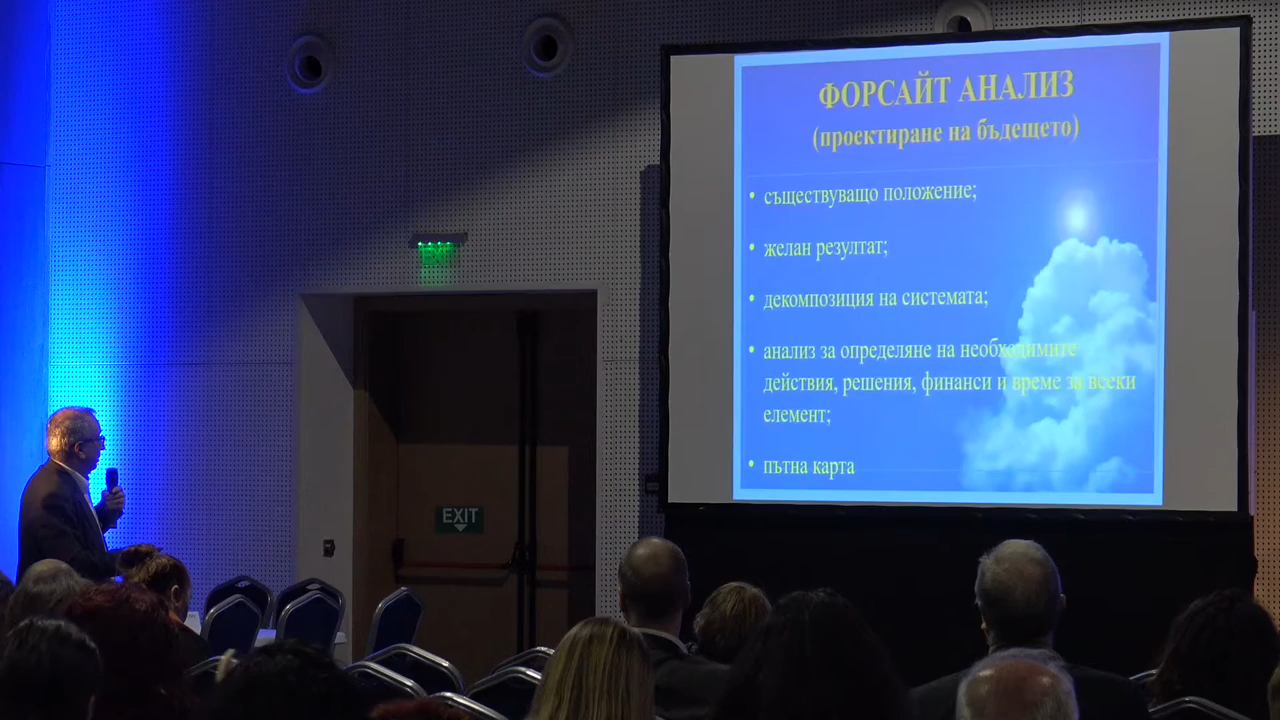 ФОРСАЙТ АНАЛИЗ
(проектиране на бъдещето)
• съществуващо положение;
• желан резултат;
• декомпозиция на системата;
• анализ за определяне на необходимите
действия, решения, финанси и време за всеки
елемент;
• пътна карта
EXIT
EXIT